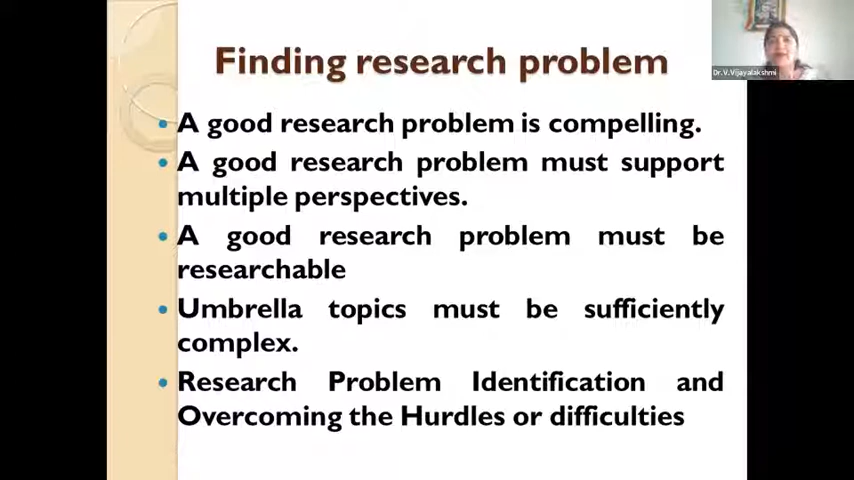 Finding research problem
Dr.V.Vijayalakshmi
A good research problem is compelling.
A good research problem must support
multiple perspectives.
A good research problem must be
researchable
Umbrella topics must be sufficiently
complex.
Research Problem Identification and
Overcoming the Hurdles or difficulties